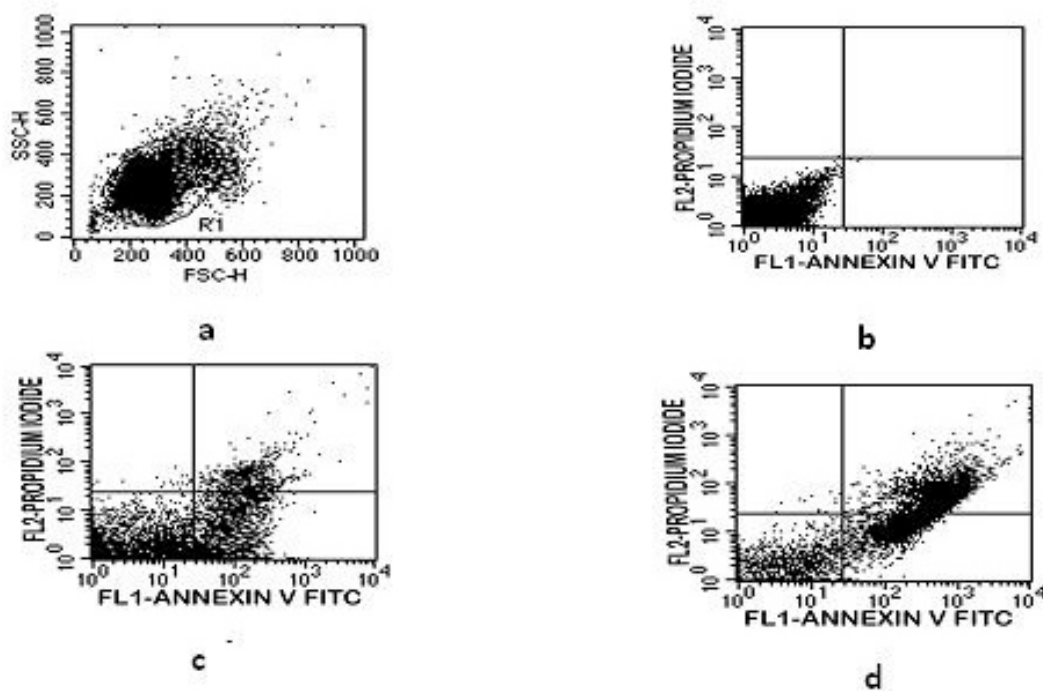 1000
800
600
400
200
0
SSC-H
R1
0 200 400 600 800 1000
FSC-H
a
10^4
10^3
10^2
10^1
10^0
FL2-PROPIDIUM IODIDE
10^0 10^1 10^2 10^3 10^4
FL1-ANNEXIN V FITC
b
10^4
10^3
10^2
10^1
10^0
FL2-PROPIDIUM IODIDE
10^0 10^1 10^2 10^3 10^4
FL1-ANNEXIN V FITC
c
10^4
10^3
10^2
10^1
10^0
FL2-PROPIDIUM IODIDE
10^0 10^1 10^2 10^3 10^4
FL1-ANNEXIN V FITC
d